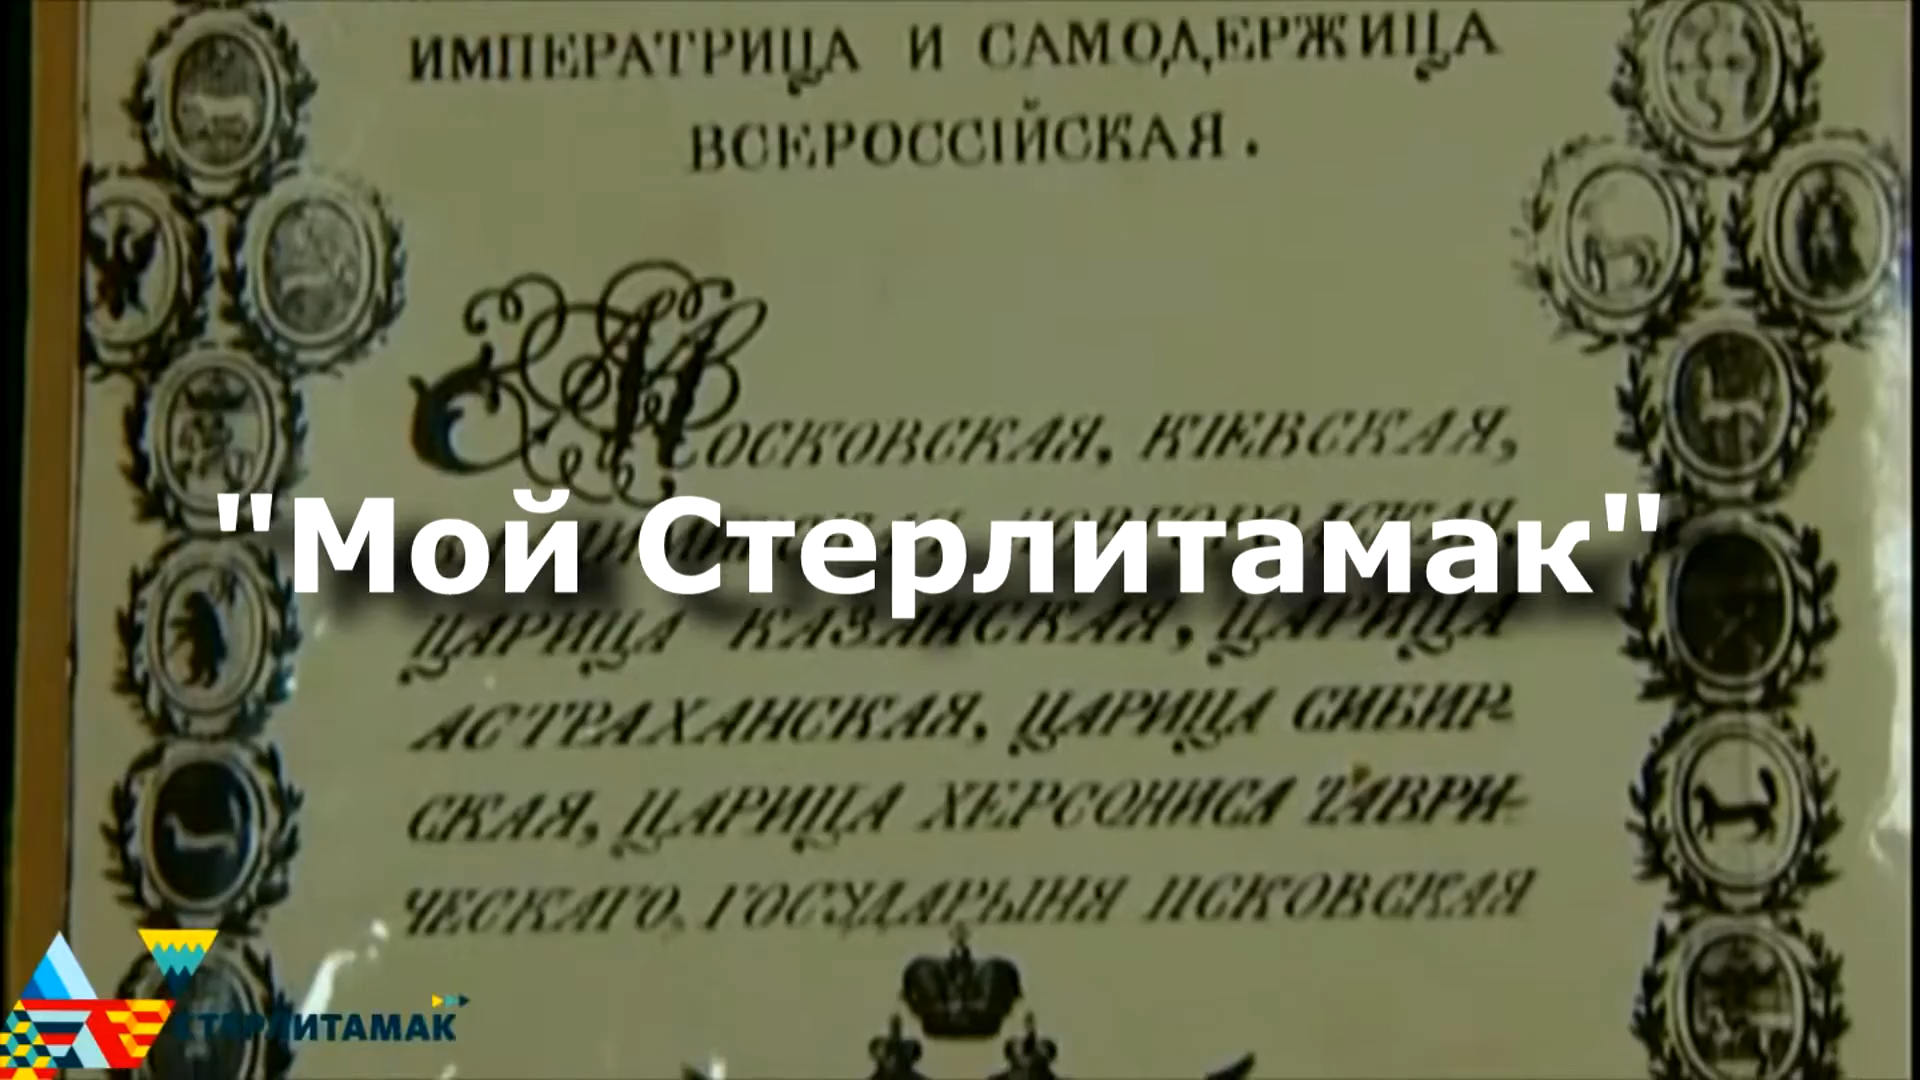 ИМПЕРАТРИЦА И САМОДЕРЖИЦА
ВСЕРОССІЙСКАЯ.
МОСКОВСКАЯ, КІЕВСКАЯ,
"Мой Стерлитамак"
ЦАРИЦА КАЗАНСКАЯ, ЦАРИЦА
АСТРАХАНСКАЯ, ЦАРИЦА СИБИР-
СКАЯ, ЦАРИЦА ХЕРСОНИСА ТАВРИ-
ЧЕСКАГО, ГОСУДАРЫНЯ ПСКОВСКАЯ
СТЕРЛИТАМАК